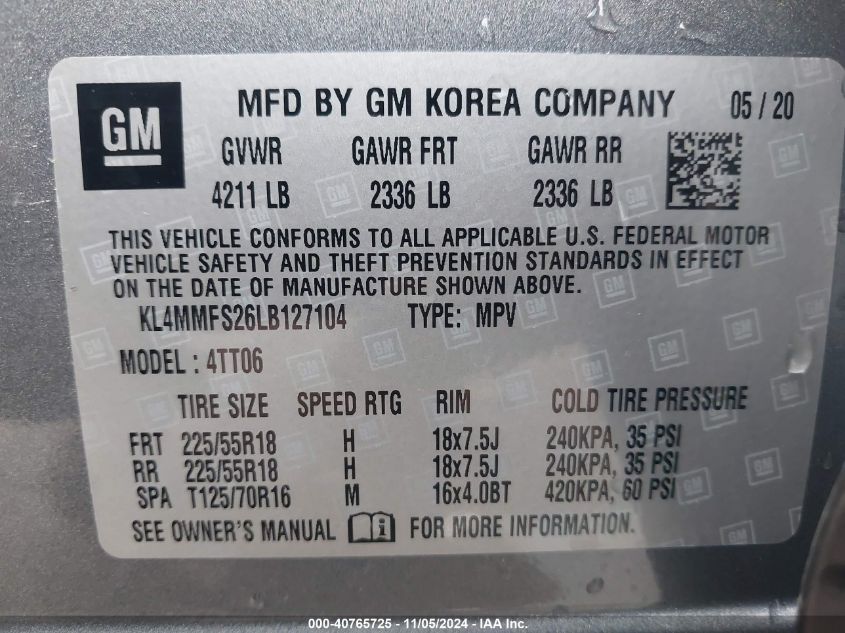 GM
MFD BY GM KOREA COMPANY 05 / 20
GVWR GAWR FRT GAWR RR
4211 LB 2336 LB 2336 LB
THIS VEHICLE CONFORMS TO ALL APPLICABLE U.S. FEDERAL MOTOR
VEHICLE SAFETY AND THEFT PREVENTION STANDARDS IN EFFECT
ON THE DATE OF MANUFACTURE SHOWN ABOVE.
KL4MMFS26LB127104 TYPE: MPV
MODEL : 4TT06
TIRE SIZE SPEED RTG RIM COLD TIRE PRESSURE
FRT 225/55R18 H 18x7.5J 240KPA, 35 PSI
RR 225/55R18 H 18x7.5J 240KPA, 35 PSI
SPA T125/70R16 M 16x4.0BT 420KPA, 60 PSI
SEE OWNER'S MANUAL i FOR MORE INFORMATION.
000-40765725 - 11/05/2024 - IAA Inc.